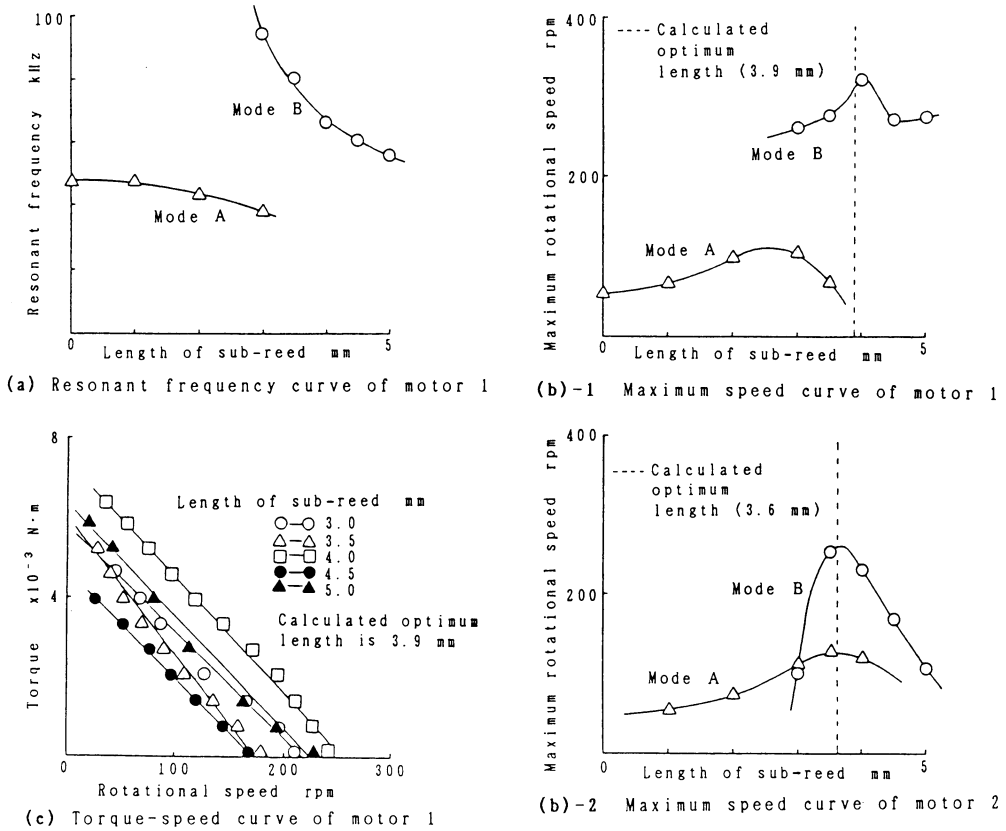 100
Resonant frequency kHz
Mode B
Mode A
0
5
Length of sub-reed mm
(a) Resonant frequency curve of motor 1
400
Maximum rotational speed rpm
---- Calculated
optimum
length (3.9 mm)
Mode B
200
Mode A
0
5
Length of sub-reed mm
(b)-1 Maximum speed curve of motor 1
8
Torque x10⁻³ N·m
Length of sub-reed mm
3.0
3.5
4.0
4.5
5.0
4
Calculated optimum
length is 3.9 mm
0
100
200
300
Rotational speed rpm
(c) Torque-speed curve of motor 1
400
Maximum rotational speed rpm
---- Calculated
optimum
length (3.6 mm)
Mode B
200
Mode A
0
5
Length of sub-reed mm
(b)-2 Maximum speed curve of motor 2